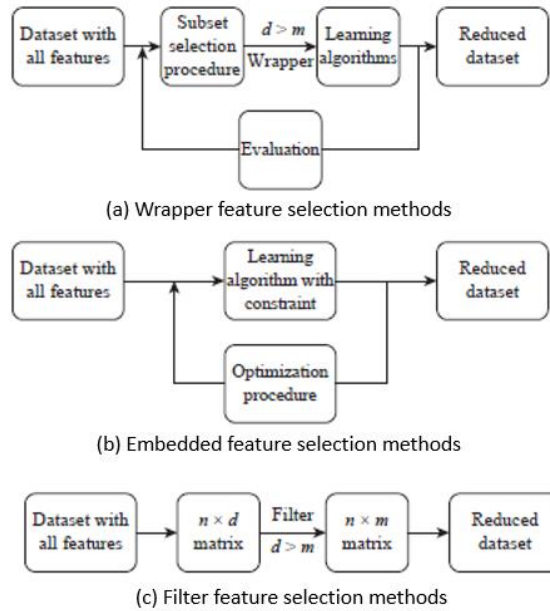 Dataset with
all features
Subset
selection
procedure
d > m
Wrapper
Learning
algorithms
Reduced
dataset
Evaluation
(a) Wrapper feature selection methods
Dataset with
all features
Learning
algorithm with
constraint
Reduced
dataset
Optimization
procedure
(b) Embedded feature selection methods
Dataset with
all features
n × d
matrix
Filter
d > m
n × m
matrix
Reduced
dataset
(c) Filter feature selection methods